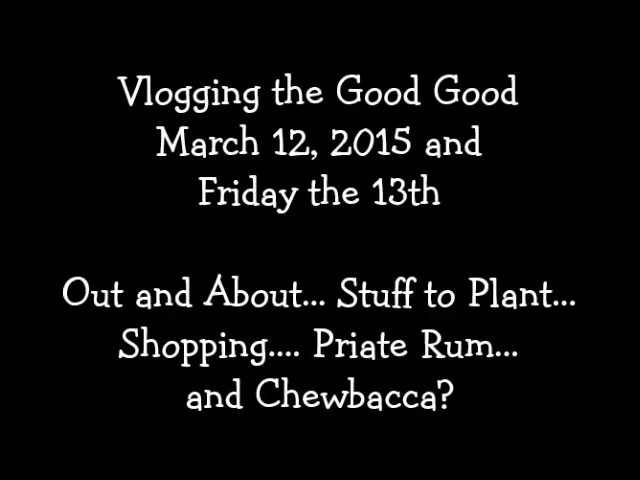 Vlogging the Good Good
March 12, 2015 and
Friday the 13th
Out and About... Stuff to Plant...
Shopping.... Priate Rum...
and Chewbacca?